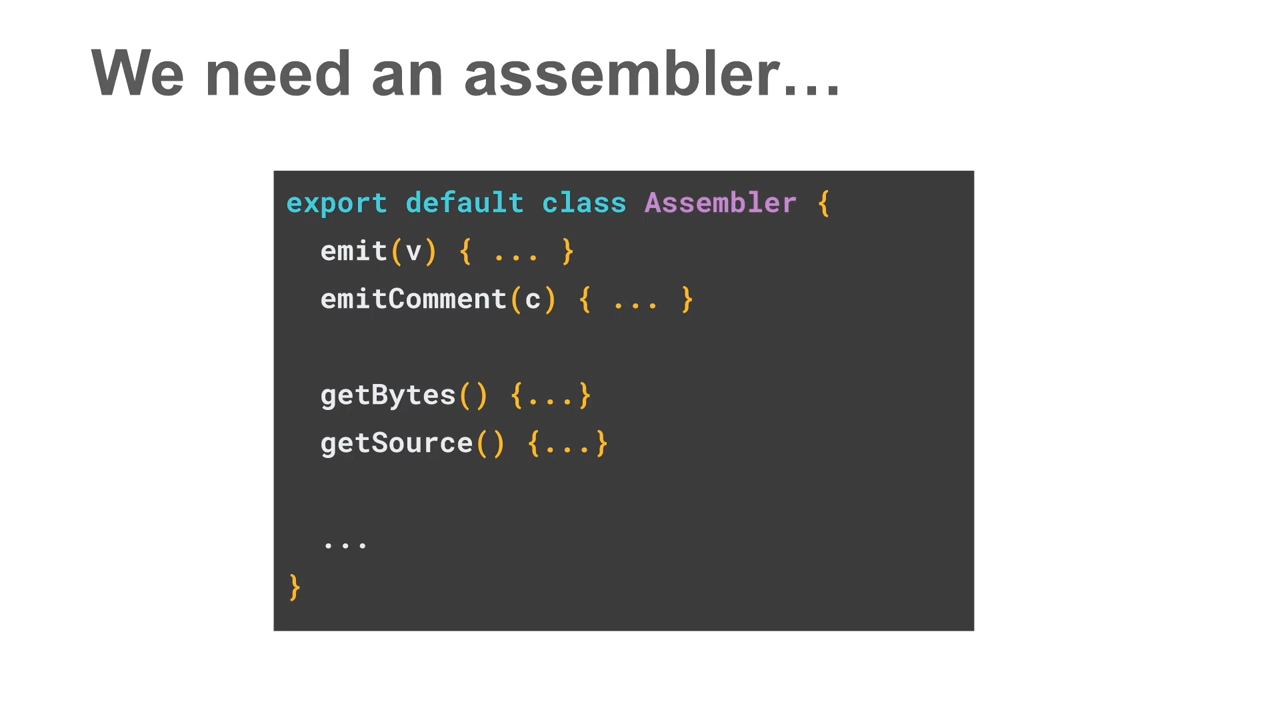 We need an assembler…
export default class Assembler {
emit(v) { ... }
emitComment(c) { ... }
getBytes() {...}
getSource() {...}
...
}